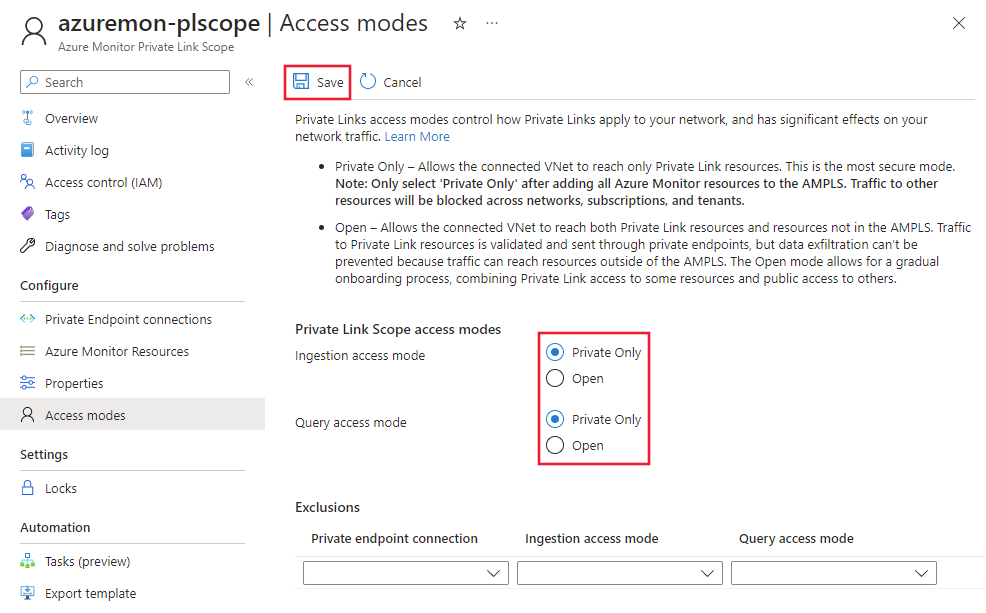 azuremon-plscope | Access modes
Azure Monitor Private Link Scope
Search
Save
Cancel
Overview
Activity log
Access control (IAM)
Tags
Diagnose and solve problems
Configure
Private Endpoint connections
Azure Monitor Resources
Properties
Access modes
Settings
Locks
Automation
Tasks (preview)
Export template
Private Links access modes control how Private Links apply to your network, and has significant effects on your
network traffic. Learn More
• Private Only – Allows the connected VNet to reach only Private Link resources. This is the most secure mode.
Note: Only select 'Private Only' after adding all Azure Monitor resources to the AMPLS. Traffic to other
resources will be blocked across networks, subscriptions, and tenants.
• Open – Allows the connected VNet to reach both Private Link resources and resources not in the AMPLS. Traffic
to Private Link resources is validated and sent through private endpoints, but data exfiltration can’t be
prevented because traffic can reach resources outside of the AMPLS. The Open mode allows for a gradual
onboarding process, combining Private Link access to some resources and public access to others.
Private Link Scope access modes
Ingestion access mode
Private Only
Open
Query access mode
Private Only
Open
Exclusions
Private endpoint connection
Ingestion access mode
Query access mode